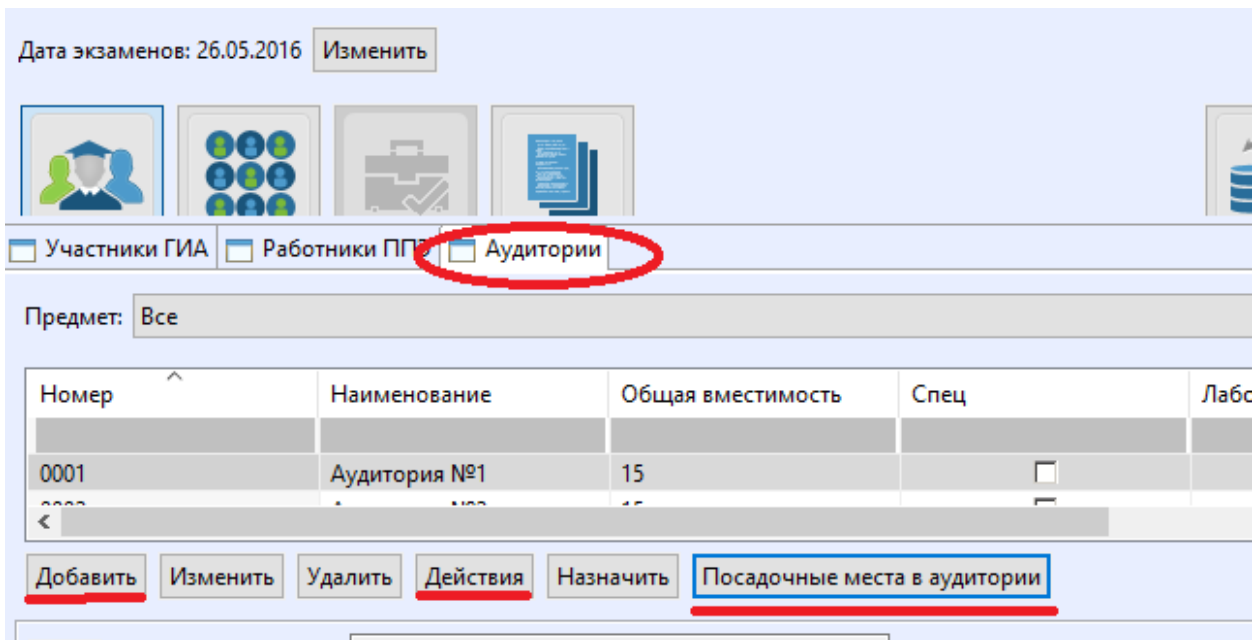 Дата экзаменов: 26.05.2016 Изменить
Участники ГИА Работники ППЭ Аудитории
Предмет: Все
Номер Наименование Общая вместимость Спец
0001 Аудитория №1 15
Добавить Изменить Удалить Действия Назначить Посадочные места в аудитории